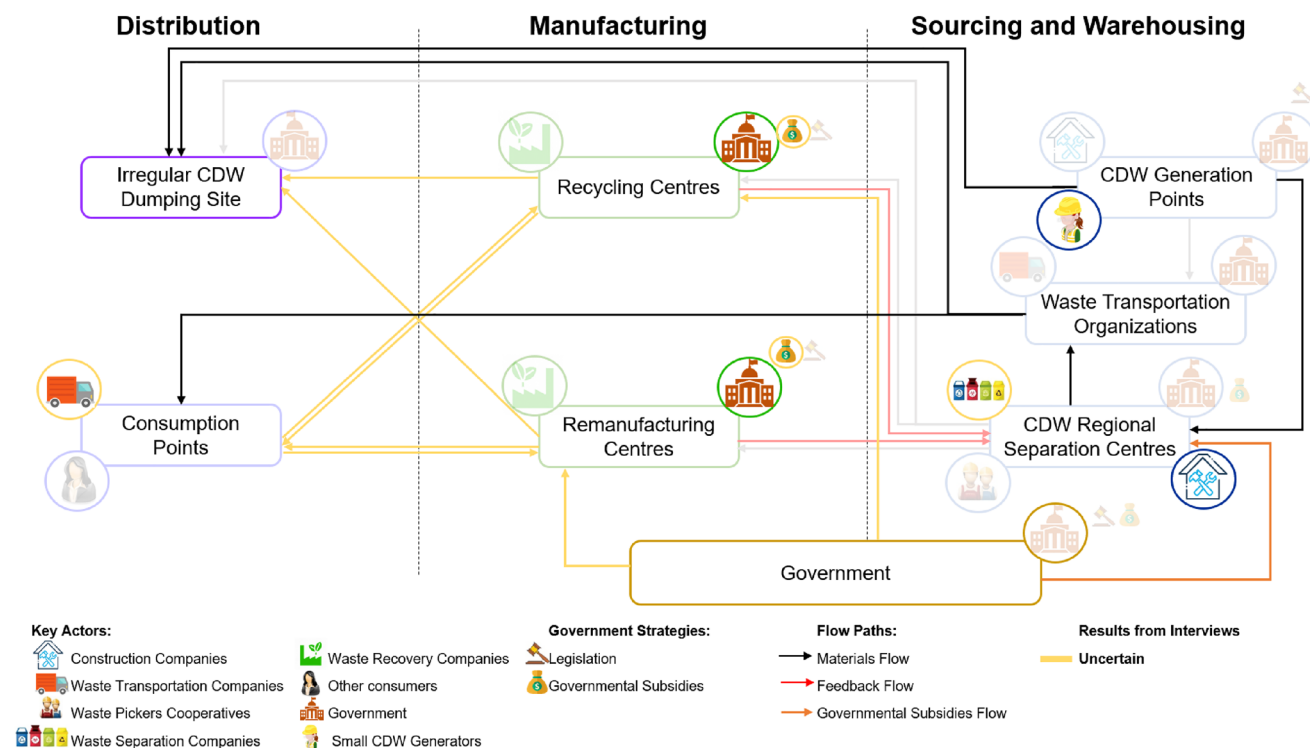 Distribution
Manufacturing
Sourcing and Warehousing
Irregular CDW
Dumping Site
Recycling Centres
CDW Generation
Points
Waste Transportation
Organizations
Consumption
Points
Remanufacturing
Centres
CDW Regional
Separation Centres
Government
Key Actors:
Construction Companies
Waste Transportation Companies
Waste Pickers Cooperatives
Waste Separation Companies
Waste Recovery Companies
Other consumers
Government
Small CDW Generators
Government Strategies:
Legislation
Governmental Subsidies
Flow Paths:
Materials Flow
Feedback Flow
Governmental Subsidies Flow
Results from Interviews
Uncertain